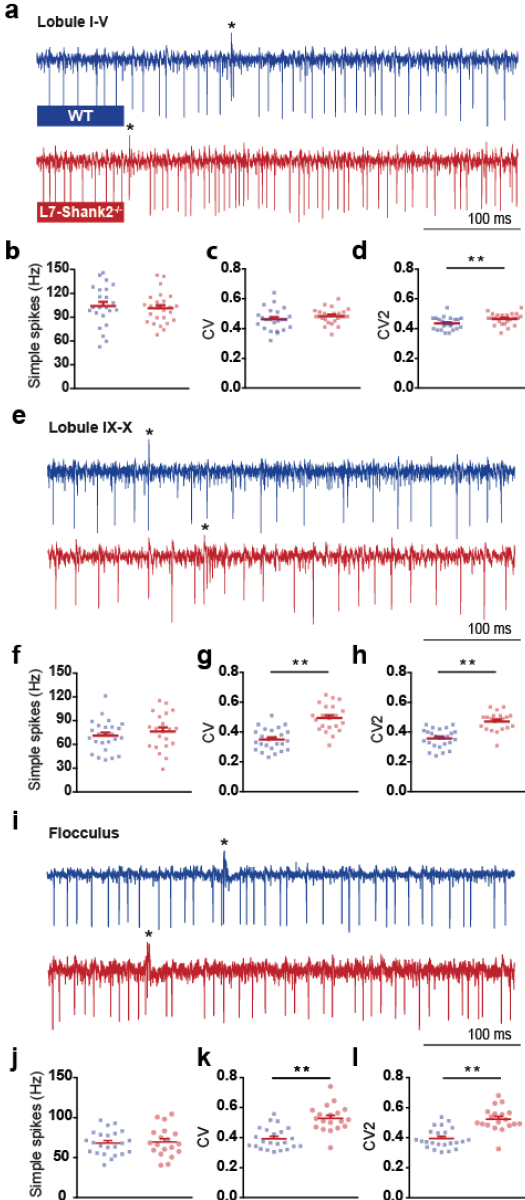 a
Lobule I-V
*
WT
*
L7-Shank2-/-
100 ms
b
Simple spikes (Hz)
150
120
90
60
30
0
c
CV
0.8
0.6
0.4
0.2
0.0
d
CV2
0.8
0.6
0.4
0.2
0.0
**
e
Lobule IX-X
*
*
100 ms
f
Simple spikes (Hz)
150
120
90
60
30
0
g
CV
0.8
0.6
0.4
0.2
0.0
**
h
CV2
0.8
0.6
0.4
0.2
0.0
**
i
Flocculus
*
*
100 ms
j
Simple spikes (Hz)
150
100
50
0
k
CV
0.8
0.6
0.4
0.2
0.0
**
l
CV2
0.8
0.6
0.4
0.2
0.0
**